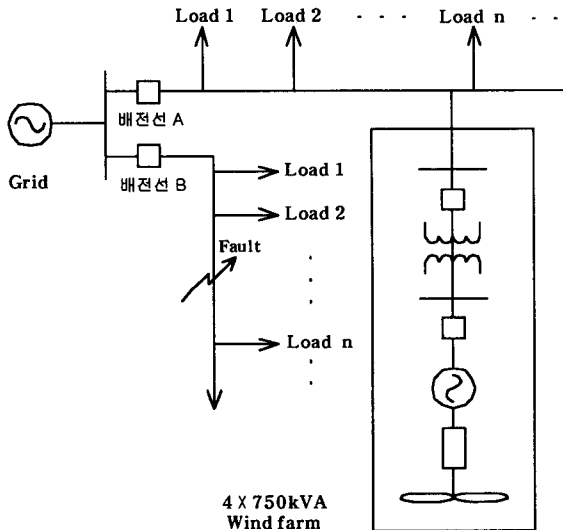 Load 1
Load 2
. . .
Load n
. .
배전선 A
Grid
배전선 B
Load 1
Load 2
Fault
Load n
4 X 750kVA
Wind farm